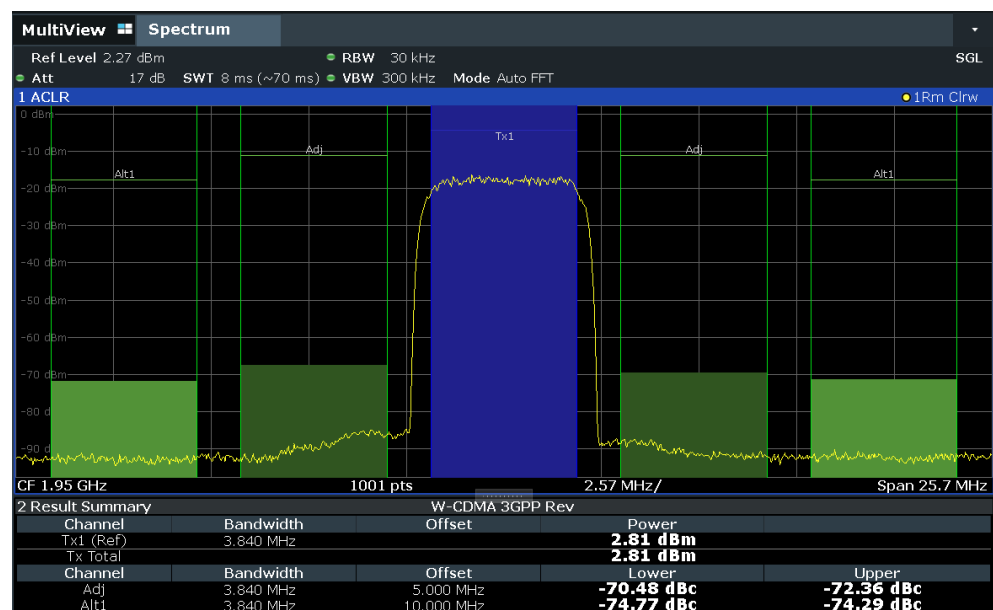 MultiView Spectrum
Ref Level 2.27 dBm RBW 30 kHz SGL
Att 17 dB SWT 8 ms (~70 ms) VBW 300 kHz Mode Auto FFT
1 ACLR 1Rm Clrw
0 dBm
Tx1
-10 dBm Adj Adj
Alt1 Alt1
-20 dBm
-30 dBm
-40 dBm
-50 dBm
-60 dBm
-70 dBm
-80 d
-90 d
CF 1.95 GHz 1001 pts 2.57 MHz/ Span 25.7 MHz
2 Result Summary W-CDMA 3GPP Rev
Channel Bandwidth Offset Power
Tx1 (Ref) 3.840 MHz 2.81 dBm
Tx Total 2.81 dBm
Channel Bandwidth Offset Lower Upper
Adj 3.840 MHz 5.000 MHz -70.48 dBc -72.36 dBc
Alt1 3.840 MHz 10.000 MHz -74.77 dBc -74.29 dBc